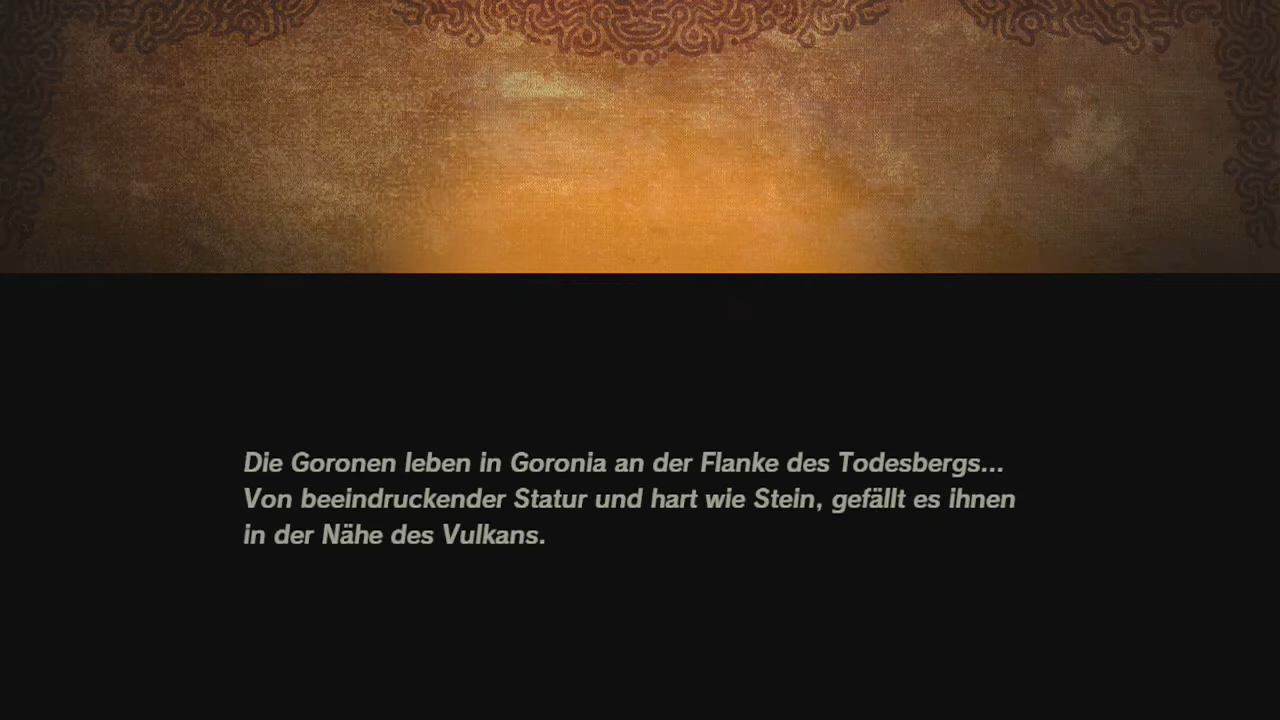 Die Goronen leben in Goronia an der Flanke des Todesbergs...
Von beeindruckender Statur und hart wie Stein, gefällt es ihnen
in der Nähe des Vulkans.